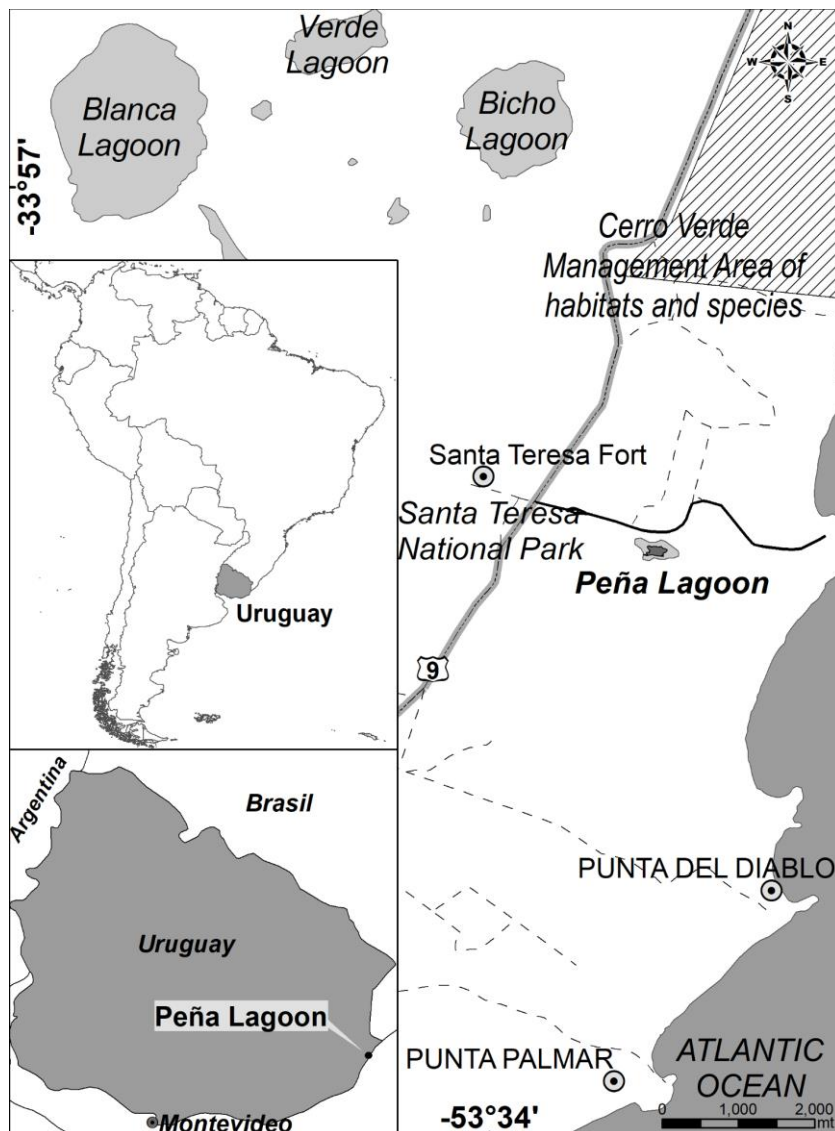 Verde
Lagoon
Blanca
Lagoon
Bicho
Lagoon
N
W E
S
-33°57'
Cerro Verde
Management Area of
habitats and species
Santa Teresa Fort
Santa Teresa
National Park
Peña Lagoon
Uruguay
9
Argentina
Brasil
Uruguay
Peña Lagoon
Montevideo
PUNTA DEL DIABLO
PUNTA PALMAR
ATLANTIC
OCEAN
-53°34'
0 1,000 2,000
mt